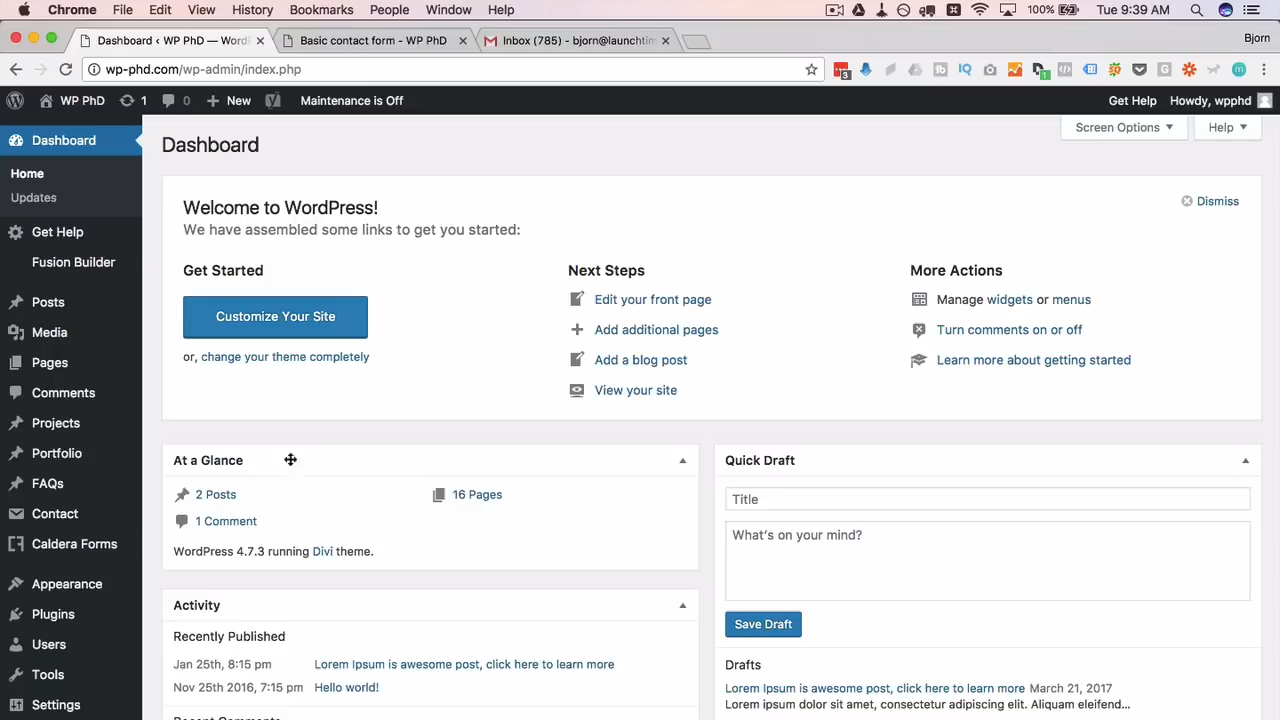 Chrome File Edit View History Bookmarks People Window Help 100% Tue 9:39 AM
Dashboard ‹ WP PhD — Word Basic contact form - WP PhD Inbox (785) - bjorn@launchtim Bjorn
wp-phd.com/wp-admin/index.php 3 1
WP PhD 1 0 New Maintenance is Off Get Help Howdy, wpphd
Dashboard
Home
Updates
Get Help
Fusion Builder
Posts
Media
Pages
Comments
Projects
Portfolio
FAQs
Contact
Caldera Forms
Appearance
Plugins
Users
Tools
Settings
Screen Options Help
Dashboard
Welcome to WordPress!
We have assembled some links to get you started:
Dismiss
Get Started
Customize Your Site
or, change your theme completely
Next Steps
Edit your front page
Add additional pages
Add a blog post
View your site
More Actions
Manage widgets or menus
Turn comments on or off
Learn more about getting started
At a Glance
2 Posts 16 Pages
1 Comment
WordPress 4.7.3 running Divi theme.
Activity
Recently Published
Jan 25th, 8:15 pm Lorem Ipsum is awesome post, click here to learn more
Nov 25th 2016, 7:15 pm Hello world!
Quick Draft
Title
What's on your mind?
Save Draft
Drafts
Lorem Ipsum is awesome post, click here to learn more March 21, 2017
Lorem ipsum dolor sit amet, consectetur adipiscing elit. Aliquam eleifend...